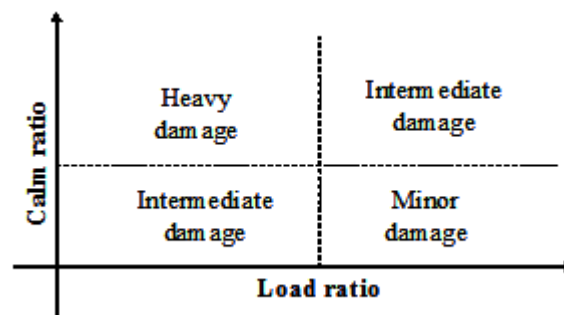 Calm ratio
Heavy
damage
Intermediate
damage
Intermediate
damage
Minor
damage
Load ratio